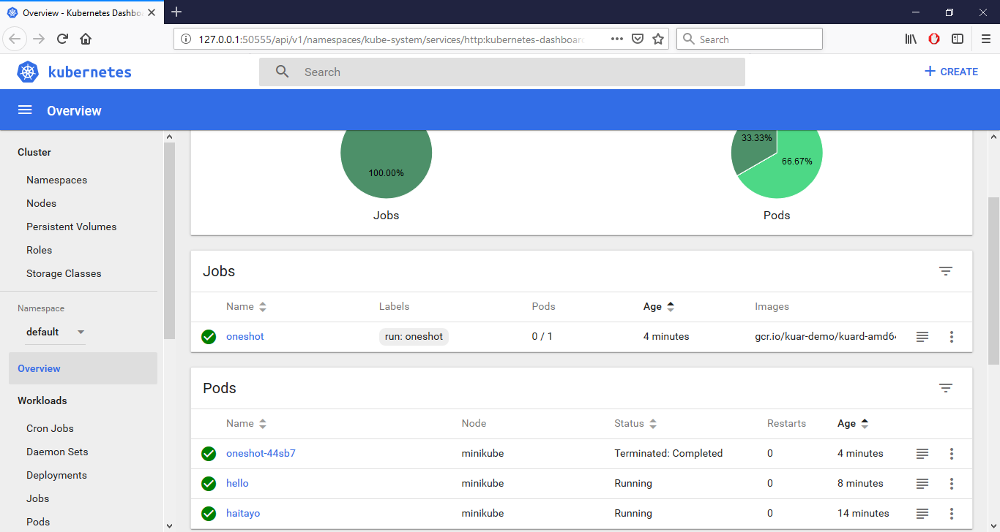 Overview - Kubernetes Dashbo
127.0.0.1:50555/api/v1/namespaces/kube-system/services/http:kubernetes-dashboard
Search
kubernetes
Search
CREATE
Overview
Cluster
Namespaces
Nodes
Persistent Volumes
Roles
Storage Classes
Namespace
default
Overview
Workloads
Cron Jobs
Daemon Sets
Deployments
Jobs
Pods
100.00%
Jobs
33.33%
66.67%
Pods
Jobs
Name Labels Pods Age Images
oneshot run: oneshot 0 / 1 4 minutes gcr.io/kuar-demo/kuard-amd64
Pods
Name Node Status Restarts Age
oneshot-44sb7 minikube Terminated: Completed 0 4 minutes
hello minikube Running 0 8 minutes
haitayo minikube Running 0 14 minutes